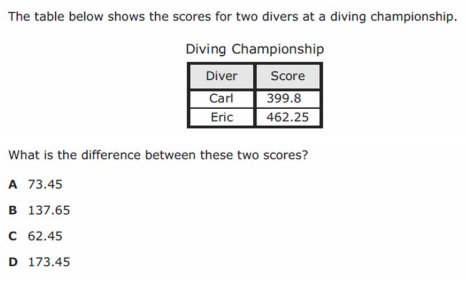 The table below shows the scores for two divers at a diving championship.
Diving Championship
Diver Score
Carl 399.8
Eric 462.25
What is the difference between these two scores?
A 73.45
B 137.65
C 62.45
D 173.45